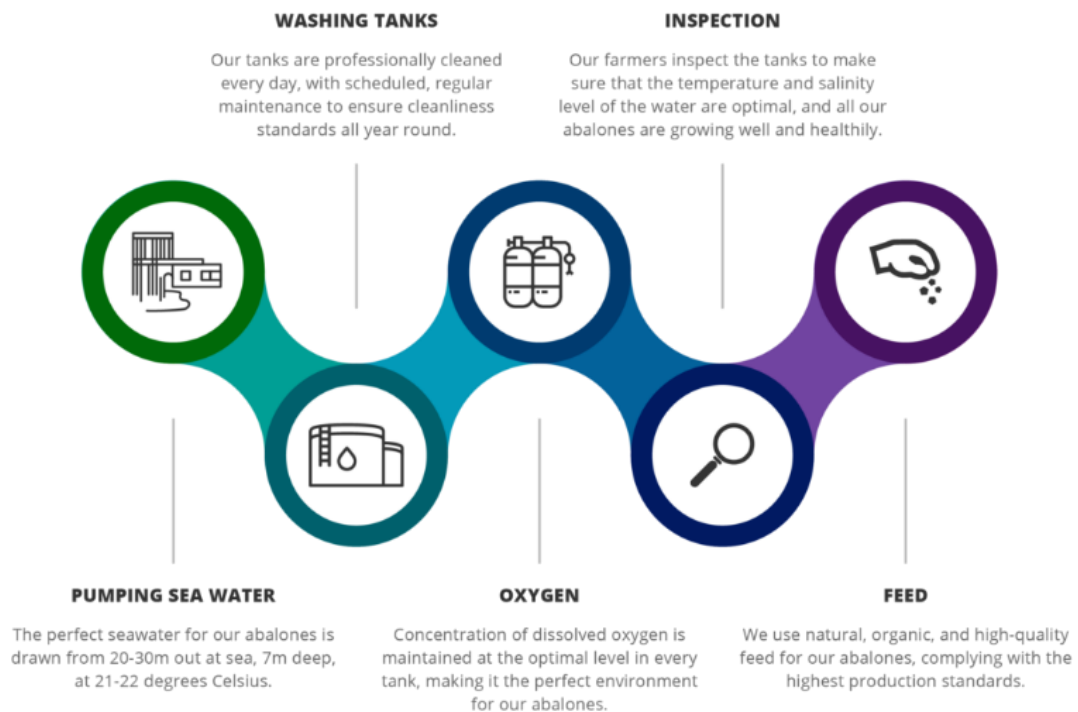 WASHING TANKS
Our tanks are professionally cleaned
every day, with scheduled, regular
maintenance to ensure cleanliness
standards all year round.
INSPECTION
Our farmers inspect the tanks to make
sure that the temperature and salinity
level of the water are optimal, and all our
abalones are growing well and healthily.
PUMPING SEA WATER
The perfect seawater for our abalones is
drawn from 20-30m out at sea, 7m deep,
at 21-22 degrees Celsius.
OXYGEN
Concentration of dissolved oxygen is
maintained at the optimal level in every
tank, making it the perfect environment
for our abalones.
FEED
We use natural, organic, and high-quality
feed for our abalones, complying with the
highest production standards.